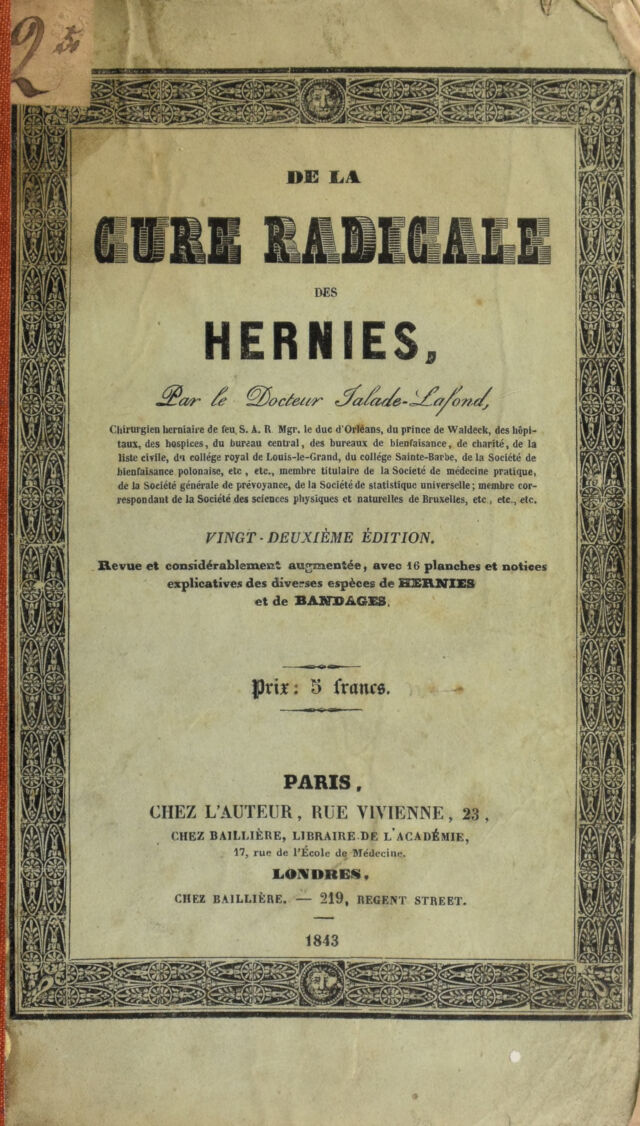 2 50
DE LA
CURE RADICALE
DES
HERNIES,
Par le Docteur Jalade-Lafond,
Chirurgien herniaire de feu S. A. R. Mgr. le duc d'Orléans, du prince de Waldeck, des hôpi-
taux, des hospices, du bureau central, des bureaux de bienfaisance, de charité, de la
liste civile, du collége royal de Louis-le-Grand, du collége Sainte-Barbe, de la Société de
bienfaisance polonaise, etc, etc., membre titulaire de la Societé de médecine pratique,
de la Société générale de prévoyance, de la Société de statistique universelle; membre cor-
respondant de la Société des sciences physiques et naturelles de Bruxelles, etc, etc., etc.
VINGT-DEUXIÈME ÉDITION.
Revue et considérablement augmentée, avec 16 planches et notices
explicatives des diverses espèces de HERNIES
et de BANDAGES.
Prix: 5 francs.
PARIS,
CHEZ L'AUTEUR, RUE VIVIENNE, 23,
CHEZ BAILLIÈRE, LIBRAIRE DE L'ACADÉMIE,
17, rue de l'École de Médecine.
LONDRES,
CHEZ BAILLIÈRE. — 219, REGENT STREET.
1843